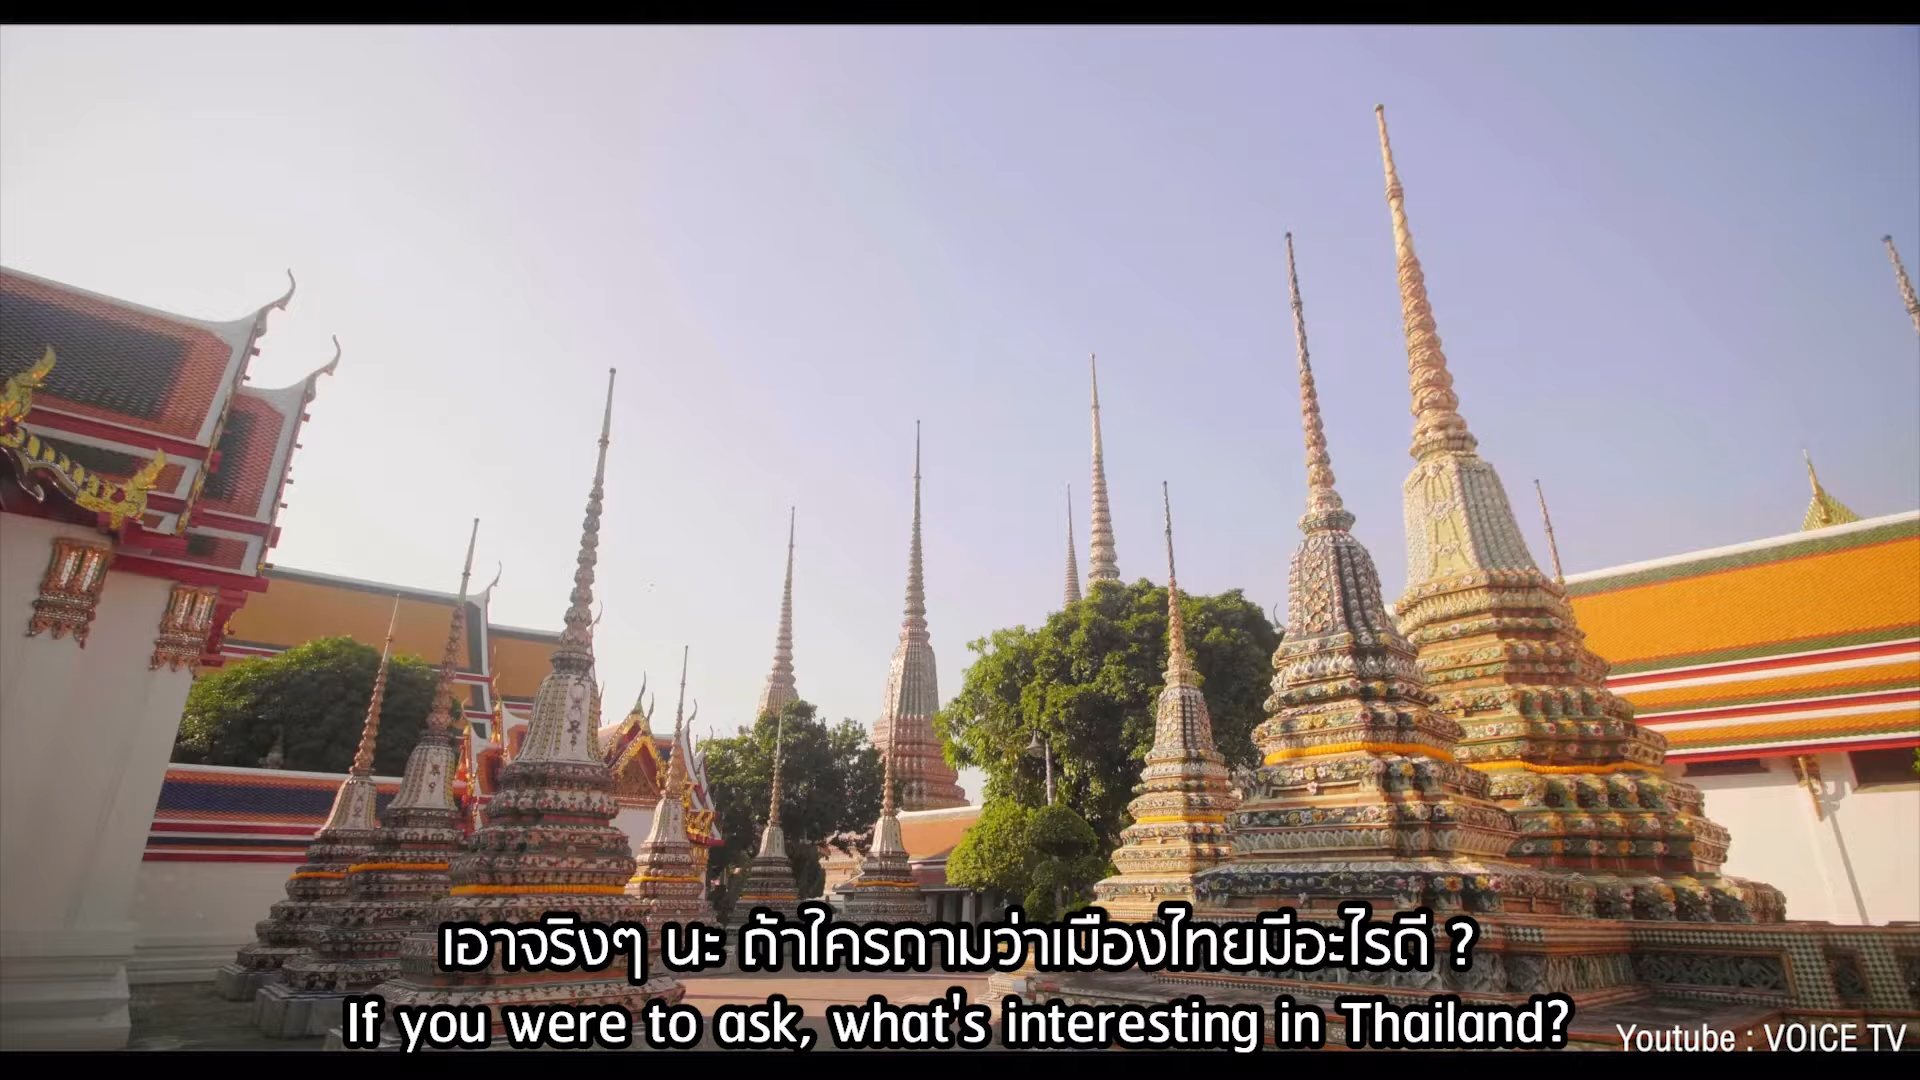 เอาจริงๆ นะ ถ้าใครถามว่าเมืองไทยมีอะไรดี ?
If you were to ask, what's interesting in Thailand?
Youtube : VOICE TV